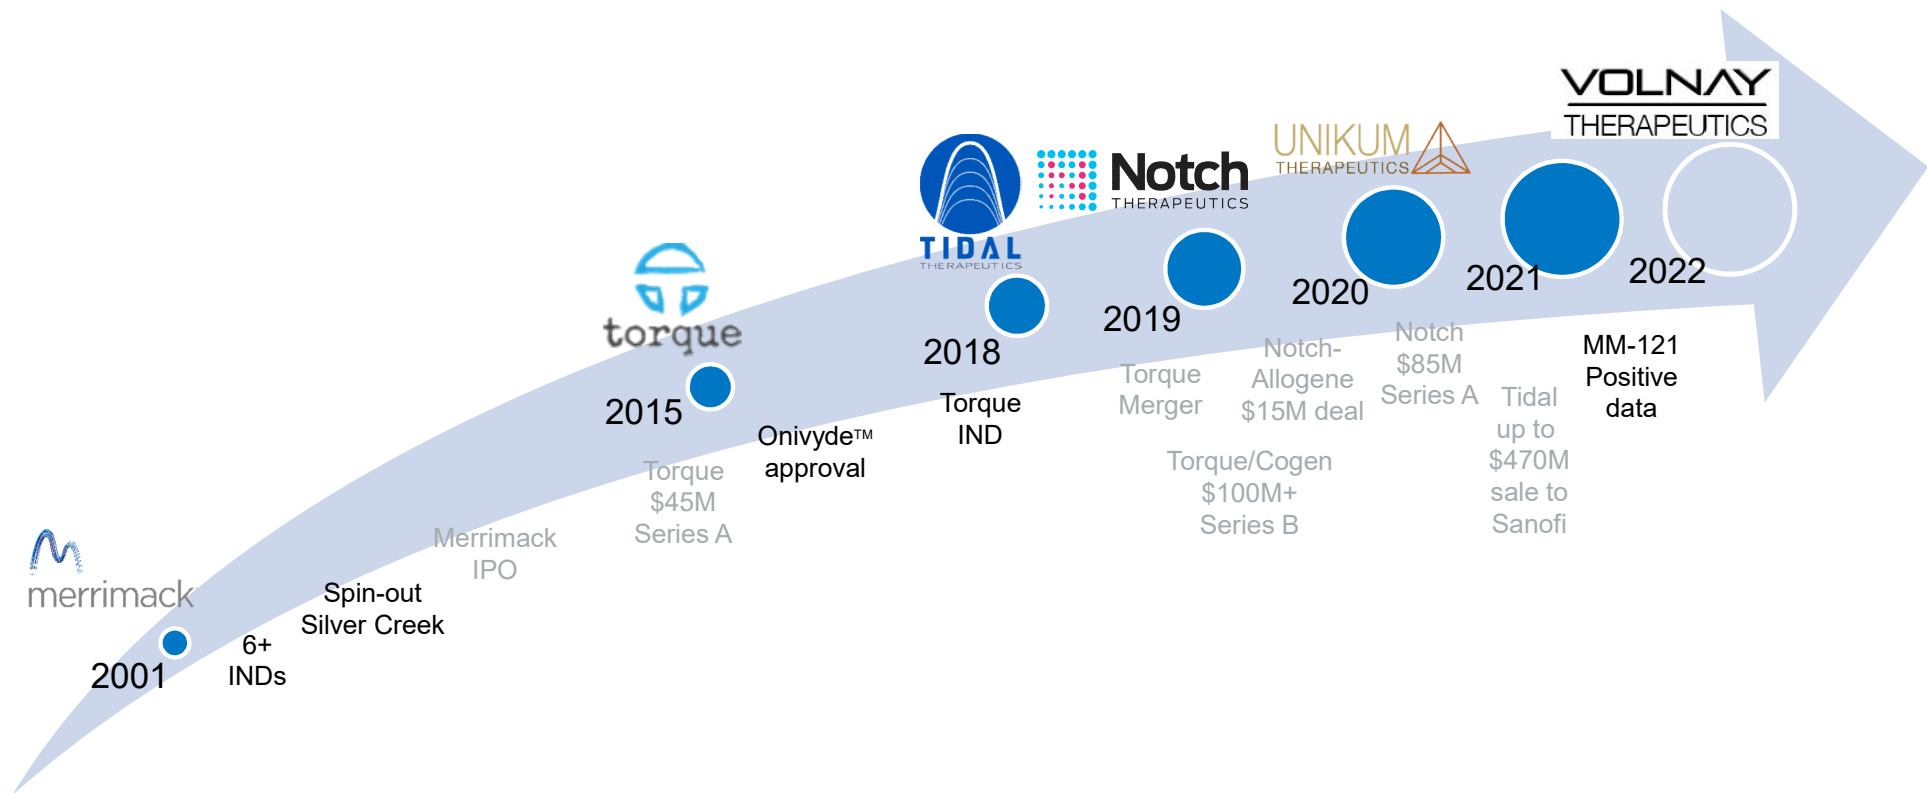 merrimack
2001
6+
INDs
Spin-out
Silver Creek
Merrimack
IPO
torque
2015
Torque
$45M
Series A
Onivyde™
approval
TIDAL
THERAPEUTICS
2018
Torque
IND
Notch
THERAPEUTICS
2019
Torque
Merger
Torque/Cogen
$100M+
Series B
UNIKUM
THERAPEUTICS
2020
Notch-
Allogene
$15M deal
Notch
$85M
Series A
2021
Tidal
up to
$470M
sale to
Sanofi
VOLNAY
THERAPEUTICS
2022
MM-121
Positive
data